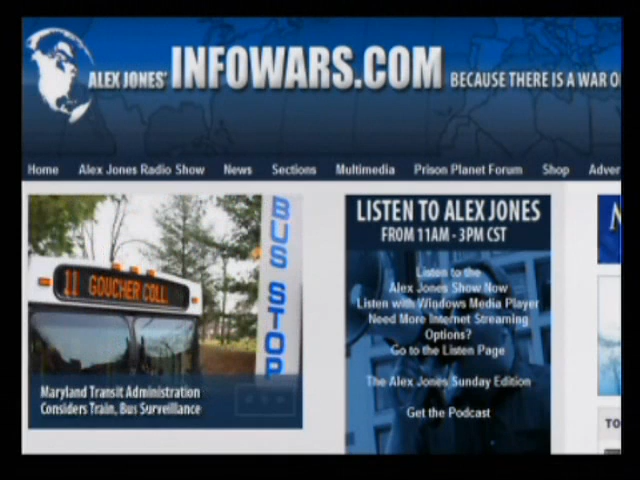 ALEX JONES' INFOWARS.COM BECAUSE THERE IS A WAR
Home Alex Jones Radio Show News Sections Multimedia Prison Planet Forum Shop Adver
BUS STOP
11 GOUCHER COLL
Maryland Transit Administration
Considers Train, Bus Surveillance
LISTEN TO ALEX JONES
FROM 11AM - 3PM CST
Listen to the
Alex Jones Show Now
Listen with Windows Media Player
Need More Internet Streaming
Options?
Go to the Listen Page
The Alex Jones Sunday Edition
Get the Podcast
TO